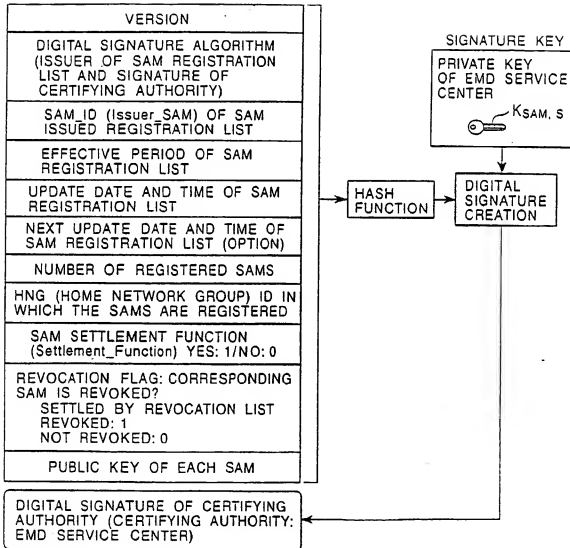 VERSION
DIGITAL SIGNATURE ALGORITHM
(ISSUER OF SAM REGISTRATION
LIST AND SIGNATURE OF
CERTIFYING AUTHORITY)
SAM_ID (Issuer_SAM) OF SAM
ISSUED REGISTRATION LIST
EFFECTIVE PERIOD OF SAM
REGISTRATION LIST
UPDATE DATE AND TIME OF SAM
REGISTRATION LIST
NEXT UPDATE DATE AND TIME OF
SAM REGISTRATION LIST (OPTION)
NUMBER OF REGISTERED SAMS
HNG (HOME NETWORK GROUP) ID IN
WHICH THE SAMS ARE REGISTERED
SAM SETTLEMENT FUNCTION
(Settlement_Function) YES: 1/NO: 0
REVOCATION FLAG: CORRESPONDING
SAM IS REVOKED?
SETTLED BY REVOCATION LIST
REVOKED: 1
NOT REVOKED: 0
PUBLIC KEY OF EACH SAM
HASH
FUNCTION
SIGNATURE KEY
PRIVATE KEY
OF EMD SERVICE
CENTER
KSAM, S
DIGITAL
SIGNATURE
CREATION
DIGITAL SIGNATURE OF CERTIFYING
AUTHORITY (CERTIFYING AUTHORITY:
EMD SERVICE CENTER)